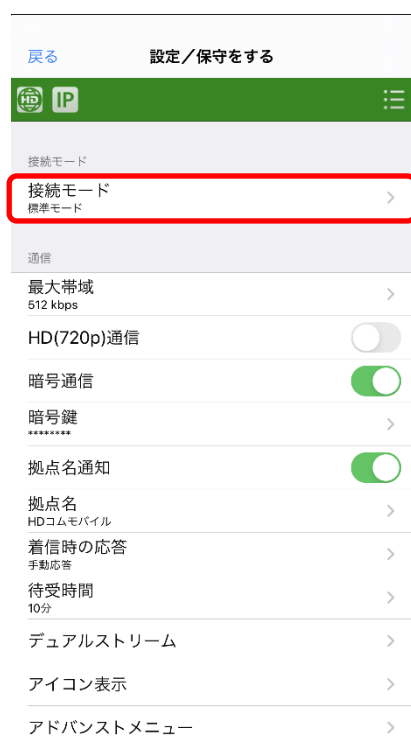 戻る 設定／保守をする
HD IP
接続モード
接続モード
標準モード
通信
最大帯域
512 kbps
HD(720p)通信
暗号通信
暗号鍵
********
拠点名通知
拠点名
HDコムモバイル
着信時の応答
手動応答
待受時間
10分
デュアルストリーム
アイコン表示
アドバンストメニュー